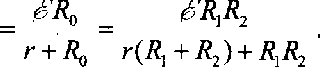 = ℰR₀ / (r + R₀) = ℰR₁R₂ / (r(R₁ + R₂) + R₁R₂) .